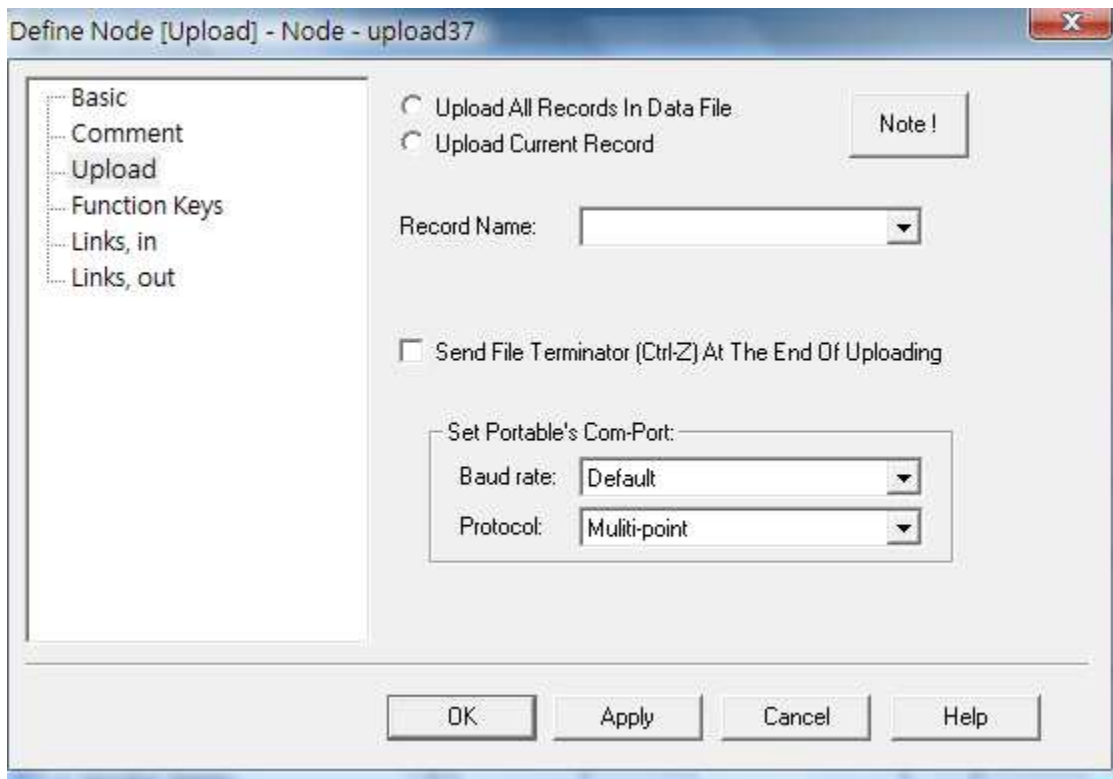 Define Node [Upload] - Node - upload37
X
Basic
Comment
Upload
Function Keys
Links, in
Links, out
Upload All Records In Data File
Upload Current Record
Note !
Record Name:
Send File Terminator (Ctrl-Z) At The End Of Uploading
Set Portable's Com-Port:
Baud rate: Default
Protocol: Muliti-point
OK Apply Cancel Help